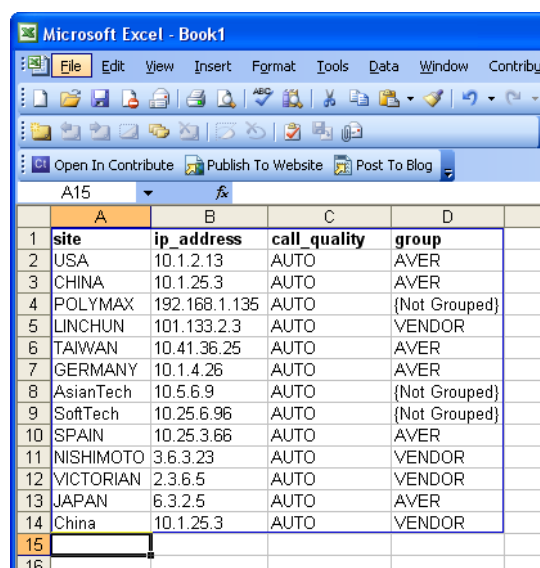 Microsoft Excel - Book1
File Edit View Insert Format Tools Data Window Contribu
ABC
Ct Open In Contribute Publish To Website Post To Blog
A15 fx
A B C D
1 site ip_address call_quality group
2 USA 10.1.2.13 AUTO AVER
3 CHINA 10.1.25.3 AUTO AVER
4 POLYMAX 192.168.1.135 AUTO {Not Grouped}
5 LINCHUN 101.133.2.3 AUTO VENDOR
6 TAIWAN 10.41.36.25 AUTO AVER
7 GERMANY 10.1.4.26 AUTO AVER
8 AsianTech 10.5.6.9 AUTO {Not Grouped}
9 SoftTech 10.25.6.96 AUTO {Not Grouped}
10 SPAIN 10.25.3.66 AUTO AVER
11 NISHIMOTO 3.6.3.23 AUTO VENDOR
12 VICTORIAN 2.3.6.5 AUTO VENDOR
13 JAPAN 6.3.2.5 AUTO AVER
14 China 10.1.25.3 AUTO VENDOR
15
16